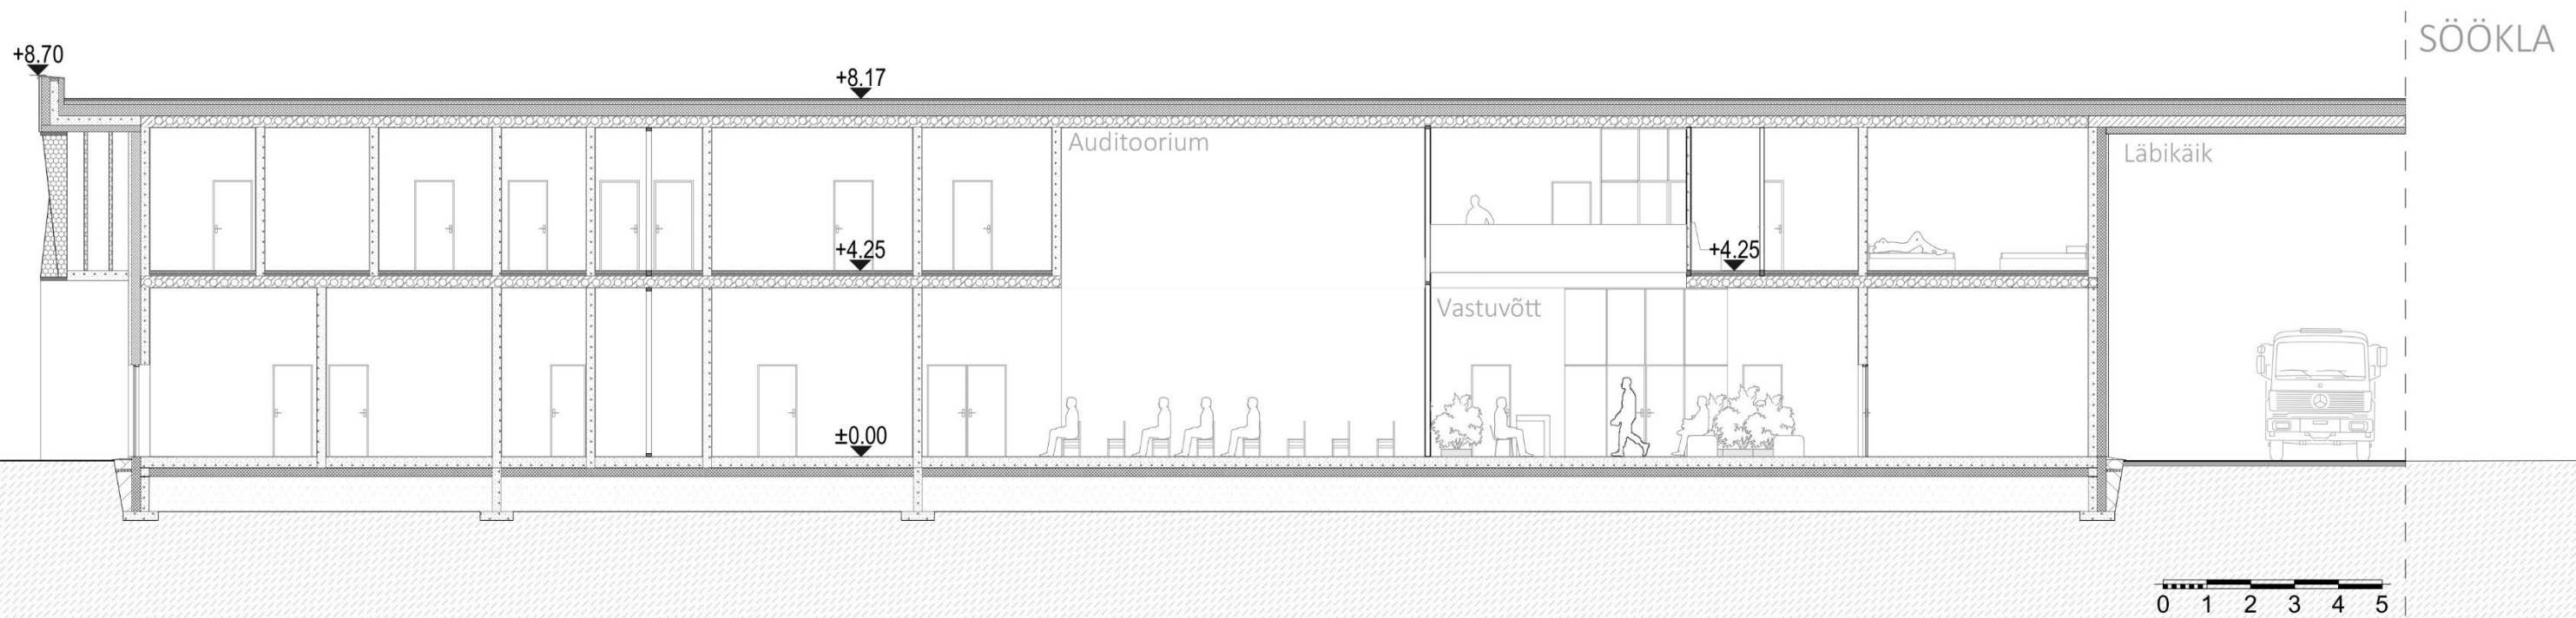 SÖÖKLA
+8.70
+8.17
Auditoorium
Läbikäik
+4.25
+4.25
Vastuvõtt
±0.00
0 1 2 3 4 5